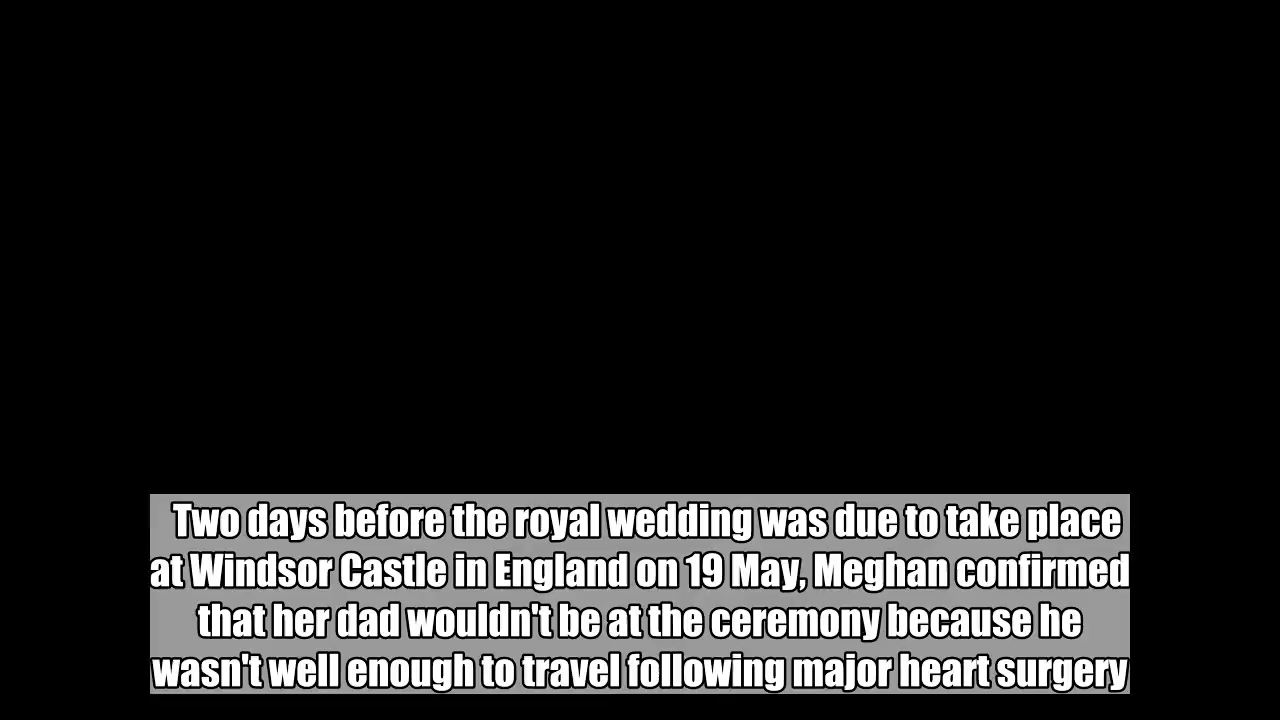 Two days before the royal wedding was due to take place
at Windsor Castle in England on 19 May, Meghan confirmed
that her dad wouldn't be at the ceremony because he
wasn't well enough to travel following major heart surgery